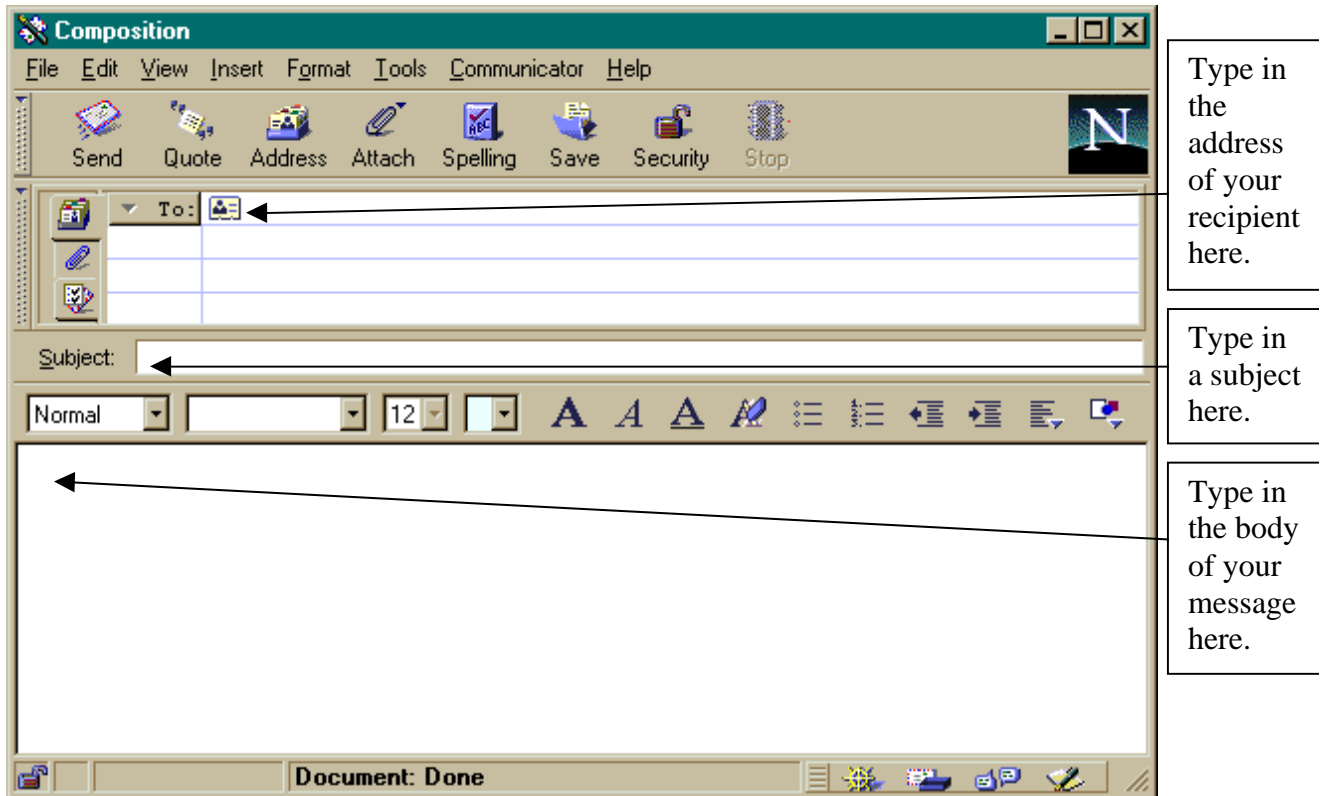 Composition
File Edit View Insert Format Tools Communicator Help
Send Quote Address Attach Spelling Save Security Stop
N
To:
Subject:
Normal 12 A A A A
Document: Done
Type in
the
address
of your
recipient
here.
Type in
a subject
here.
Type in
the body
of your
message
here.